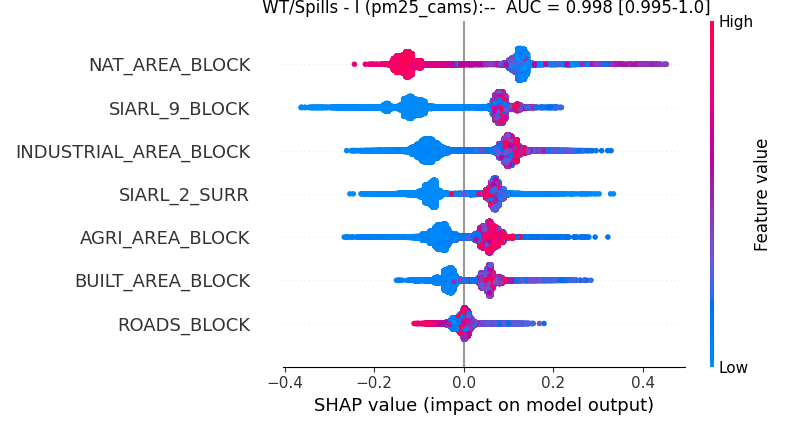 WT/Spills - I (pm25_cams):-- AUC = 0.998 [0.995-1.0]
High
NAT_AREA_BLOCK
SIARL_9_BLOCK
INDUSTRIAL_AREA_BLOCK
SIARL_2_SURR
AGRI_AREA_BLOCK
BUILT_AREA_BLOCK
ROADS_BLOCK
Feature value
Low
−0.4 −0.2 0.0 0.2 0.4
SHAP value (impact on model output)